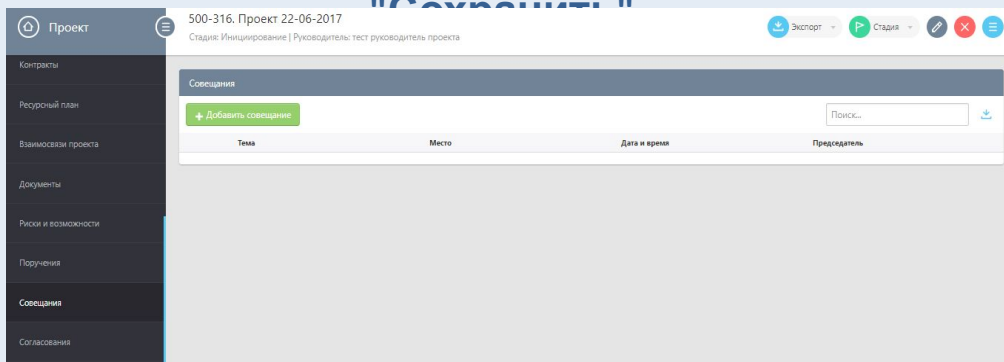 "Сохранить"
Проект
500-316. Проект 22-06-2017
Стадия: Инициирование | Руководитель: тест руководитель проекта
Экспорт
Стадия
Контракты
Ресурсный план
Взаимосвязи проекта
Документы
Риски и возможности
Поручения
Совещания
Согласования
Совещания
+ Добавить совещание
Поиск...
Тема Место Дата и время Председатель